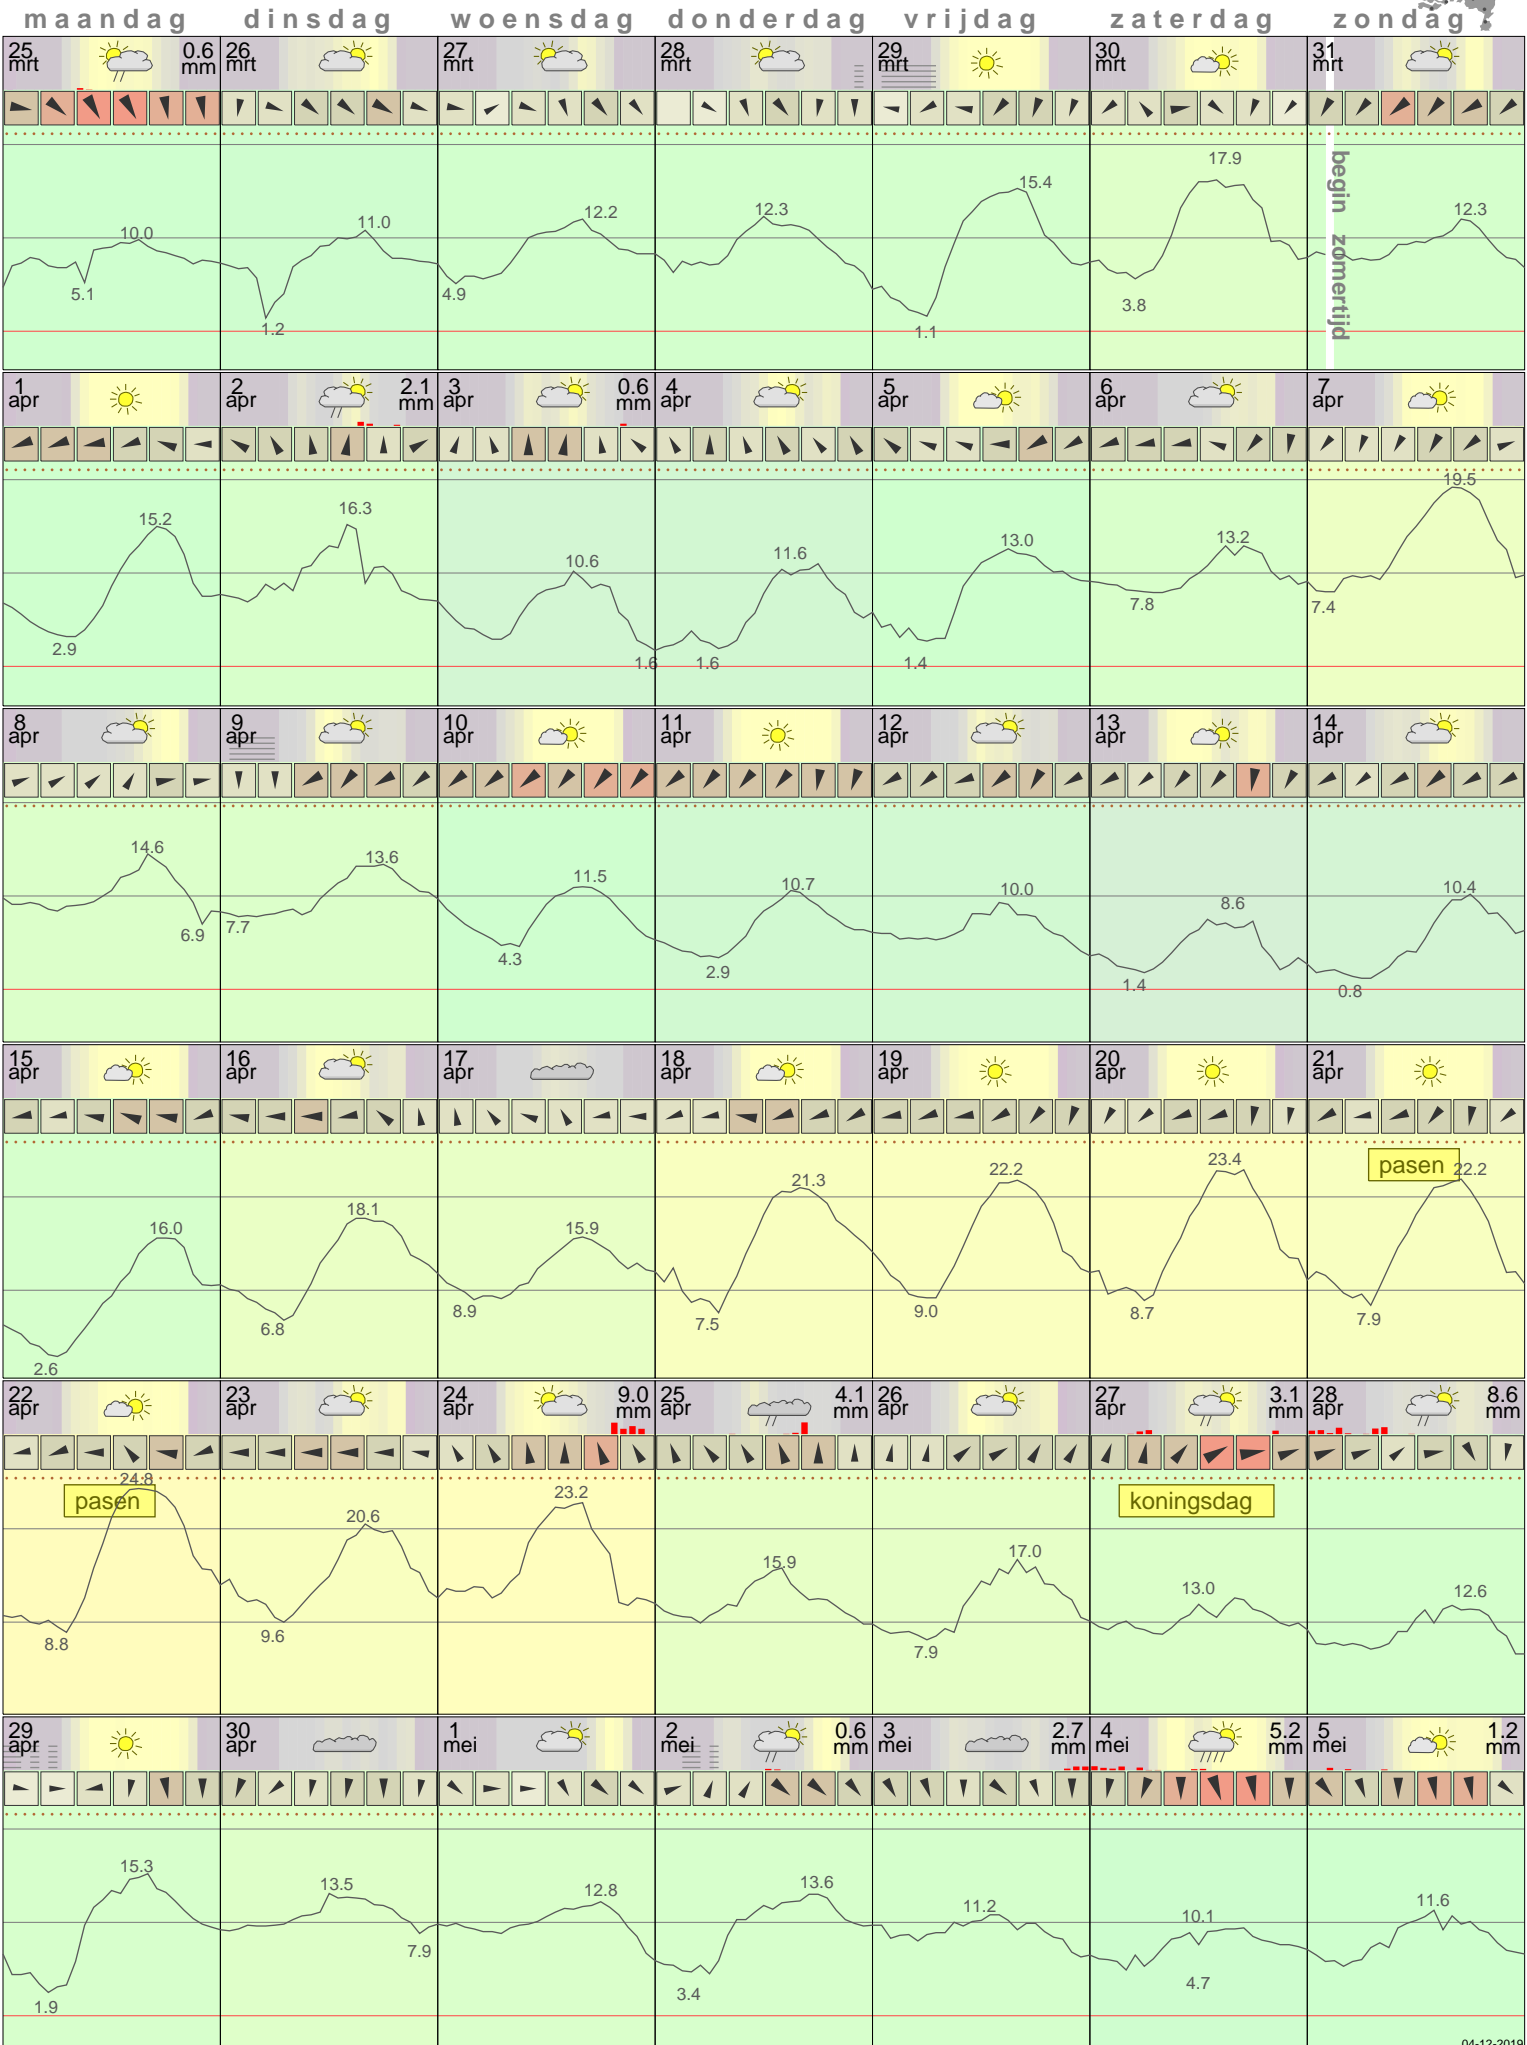 maandag dinsdag woensdag donderdag vrijdag zaterdag zondag
25 mrt 0.6 mm 26 mrt 27 mrt 28 mrt 29 mrt 30 mrt 31 mrt
10.0 5.1 11.0 1.2 12.2 4.9 12.3 15.4 1.1 17.9 3.8 12.3
begin zomertijd
1 apr 2 apr 2.1 mm 3 apr 0.6 mm 4 apr 5 apr 6 apr 7 apr
15.2 2.9 16.3 10.6 1.6 11.6 1.6 13.0 1.4 13.2 7.8 19.5 7.4
8 apr 9 apr 10 apr 11 apr 12 apr 13 apr 14 apr
14.6 6.9 13.6 7.7 11.5 4.3 10.7 2.9 10.0 8.6 1.4 10.4 0.8
15 apr 16 apr 17 apr 18 apr 19 apr 20 apr 21 apr
pasen
16.0 2.6 18.1 6.8 15.9 8.9 21.3 7.5 22.2 9.0 23.4 8.7 22.2 7.9
22 apr 23 apr 24 apr 9.0 mm 25 apr 4.1 mm 26 apr 27 apr 3.1 mm 28 apr 8.6 mm
pasen koningsdag
24.8 8.8 20.6 9.6 23.2 15.9 17.0 7.9 13.0 12.6
29 apr 30 apr 1 mei 2 mei 0.6 mm 3 mei 2.7 mm 4 mei 5.2 mm 5 mei 1.2 mm
15.3 1.9 13.5 7.9 12.8 13.6 3.4 11.2 10.1 4.7 11.6
04-12-2019